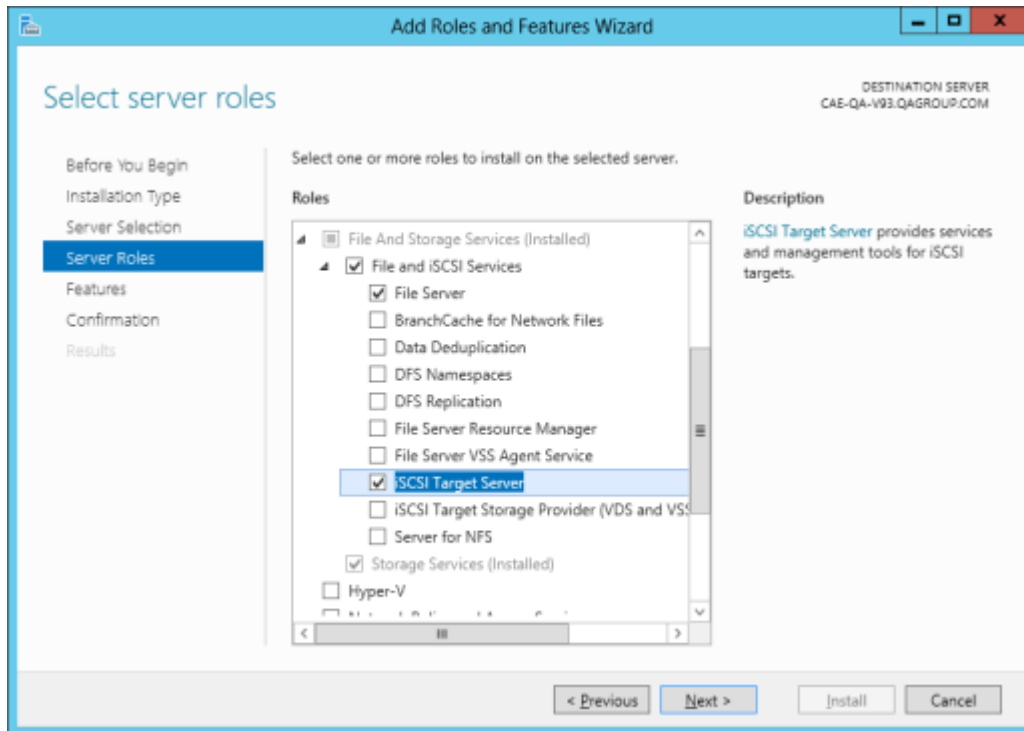 Add Roles and Features Wizard
Select server roles
DESTINATION SERVER
CAE-QA-V93.QAGROUP.COM
Before You Begin
Installation Type
Server Selection
Server Roles
Features
Confirmation
Results
Select one or more roles to install on the selected server.
Roles
File And Storage Services (Installed)
File and iSCSI Services
File Server
BranchCache for Network Files
Data Deduplication
DFS Namespaces
DFS Replication
File Server Resource Manager
File Server VSS Agent Service
iSCSI Target Server
iSCSI Target Storage Provider (VDS and VSS
Server for NFS
Storage Services (Installed)
Hyper-V
Description
iSCSI Target Server provides services
and management tools for iSCSI
targets.
< Previous
Next >
Install
Cancel